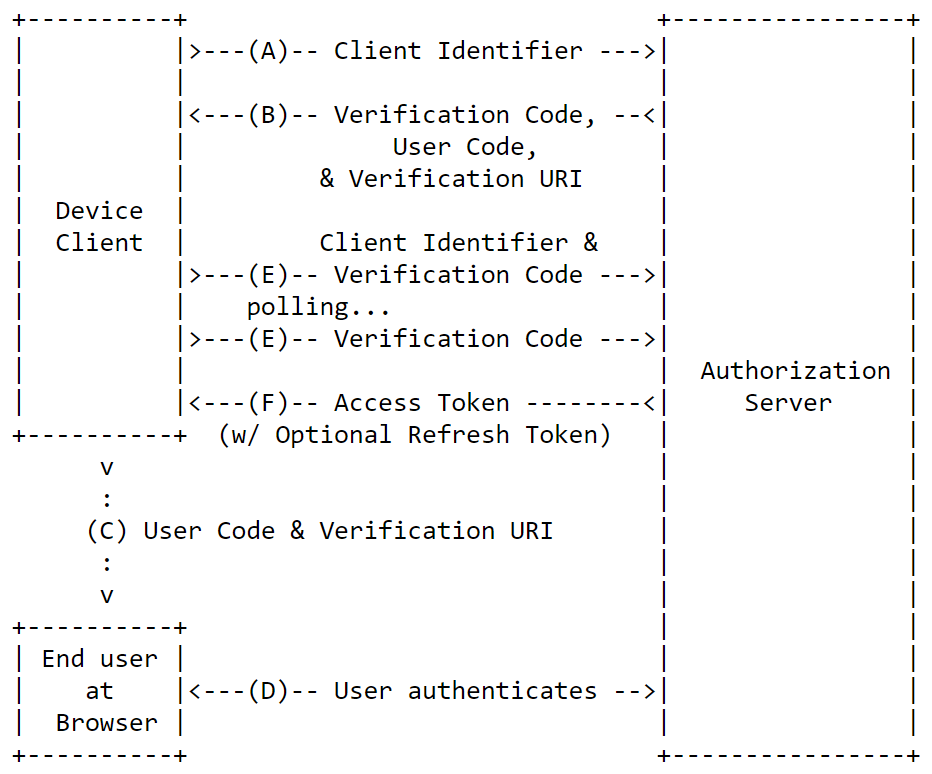 +----------+                                +----------------+
|          |>---(A)-- Client Identifier --->|                |
|          |                                |                |
|          |<---(B)-- Verification Code, --<|                |
|          |              User Code,        |                |
|          |         & Verification URI     |                |
|  Device  |                                |                |
|  Client  |         Client Identifier &    |                |
|          |>---(E)-- Verification Code --->|                |
|          |    polling...                  |                |
|          |>---(E)-- Verification Code --->|                |
|          |                                |  Authorization |
|          |<---(F)-- Access Token --------<|     Server     |
+----------+  (w/ Optional Refresh Token)   |                |
      v                                     |                |
      :                                     |                |
     (C) User Code & Verification URI       |                |
      :                                     |                |
      v                                     |                |
+----------+                                |                |
| End user |                                |                |
|    at    |<---(D)-- User authenticates -->|                |
|  Browser |                                |                |
+----------+                                +----------------+